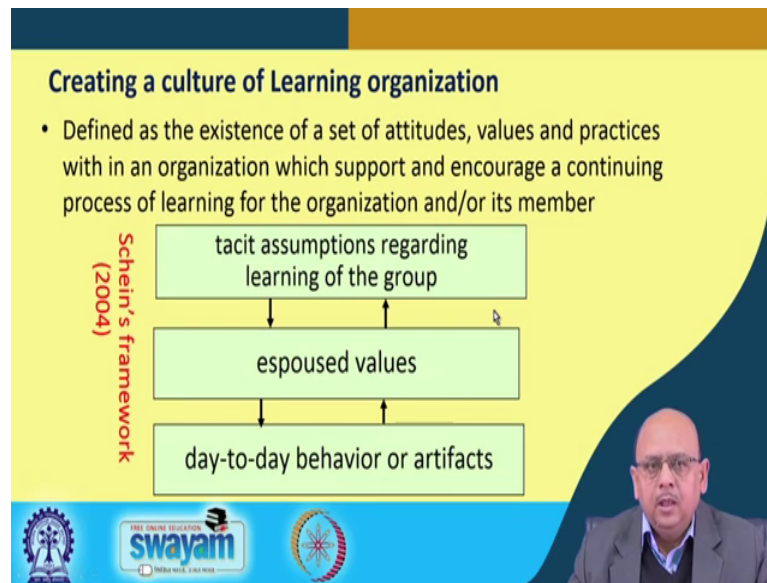 Creating a culture of Learning organization
• Defined as the existence of a set of attitudes, values and practices
with in an organization which support and encourage a continuing
process of learning for the organization and/or its member
Schein's framework
(2004)
tacit assumptions regarding
learning of the group
espoused values
day-to-day behavior or artifacts
FREE ONLINE EDUCATION
swayam